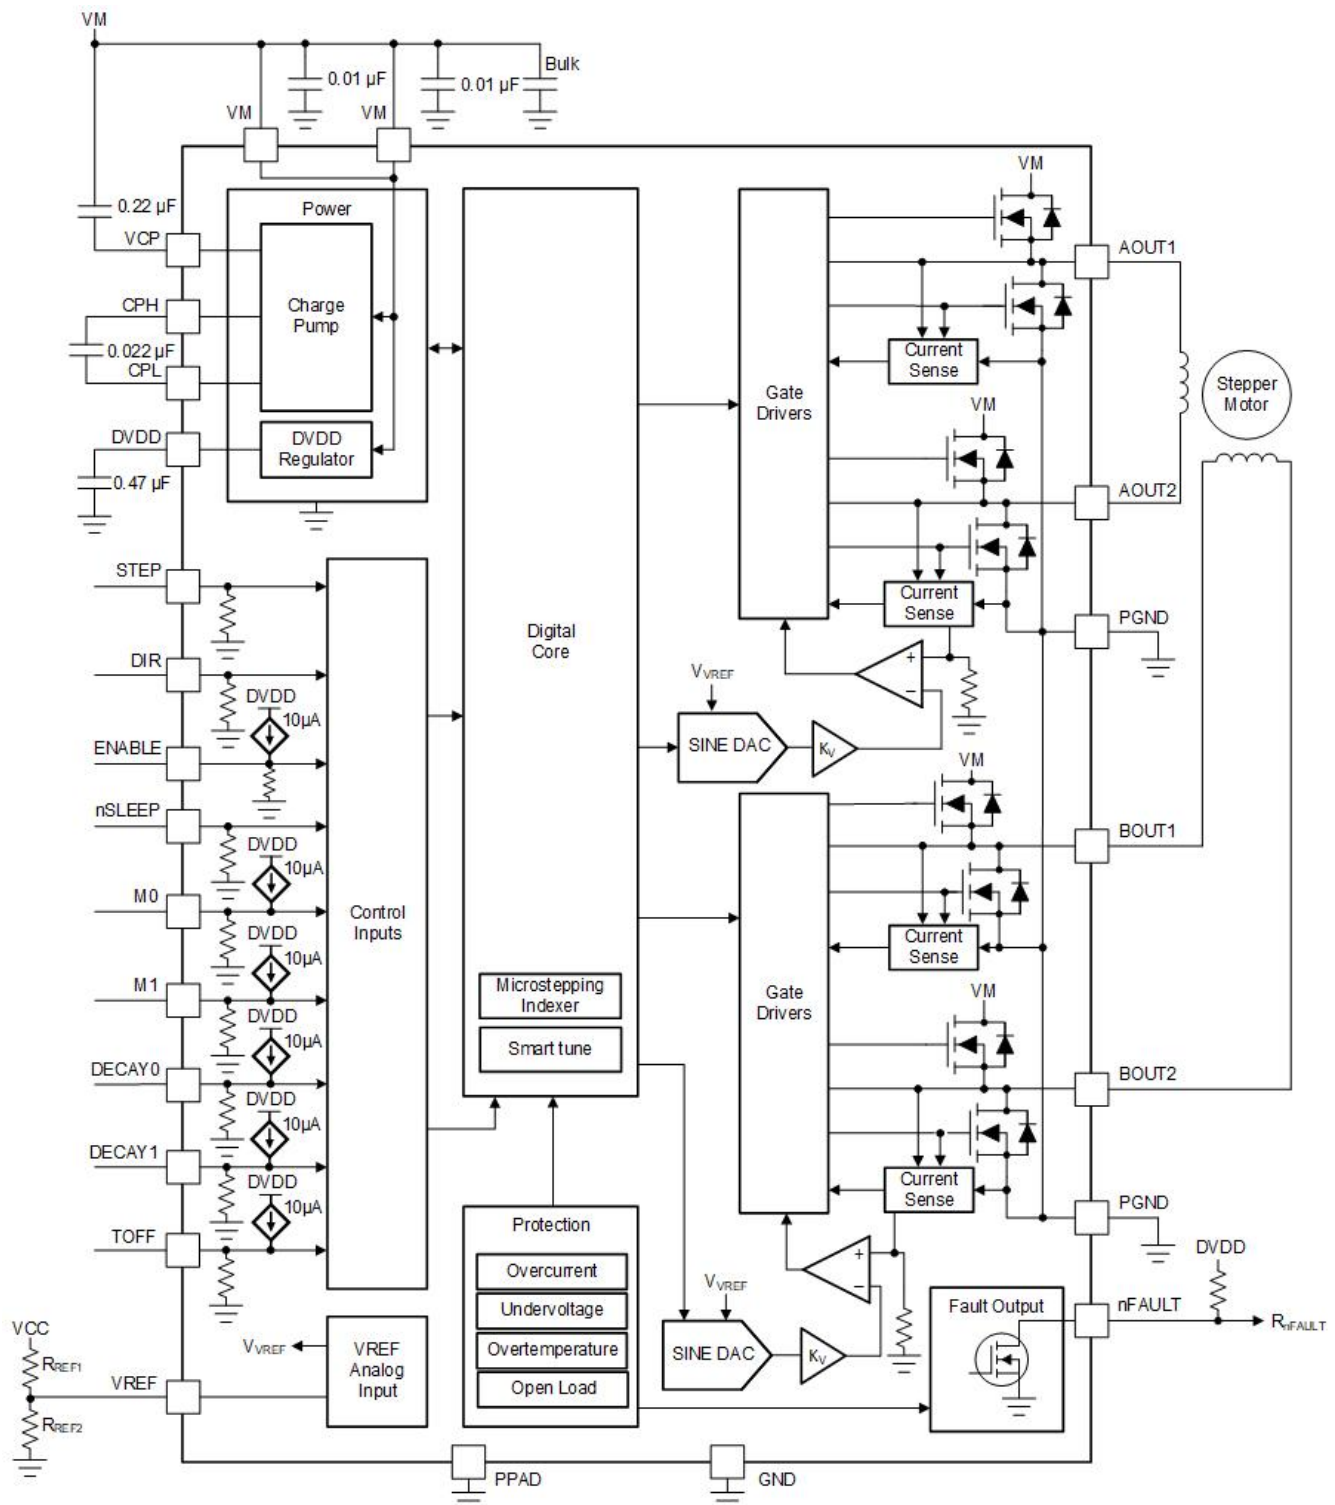 VM
Bulk
0.01 µF
0.01 µF
VM
VM
0.22 µF
VCP
CPH
0.022 µF
CPL
DVDD
0.47 µF
Power
Charge
Pump
DVDD
Regulator
STEP
DIR
DVDD
10µA
ENABLE
nSLEEP
DVDD
10µA
M0
DVDD
10µA
M1
DVDD
10µA
DECAY0
DVDD
10µA
DECAY1
DVDD
10µA
TOFF
Control
Inputs
VCC
RREF1
VREF
RREF2
VVREF
VREF
Analog
Input
Digital
Core
Microstepping
Indexer
Smart tune
Protection
Overcurrent
Undervoltage
Overtemperature
Open Load
PPAD
GND
Gate
Drivers
VM
AOUT1
Current
Sense
VM
AOUT2
Current
Sense
PGND
Stepper
Motor
+
−
VVREF
SINE DAC
KV
Gate
Drivers
VM
BOUT1
Current
Sense
VM
BOUT2
Current
Sense
PGND
+
−
VVREF
SINE DAC
KV
Fault Output
nFAULT
DVDD
RnFAULT